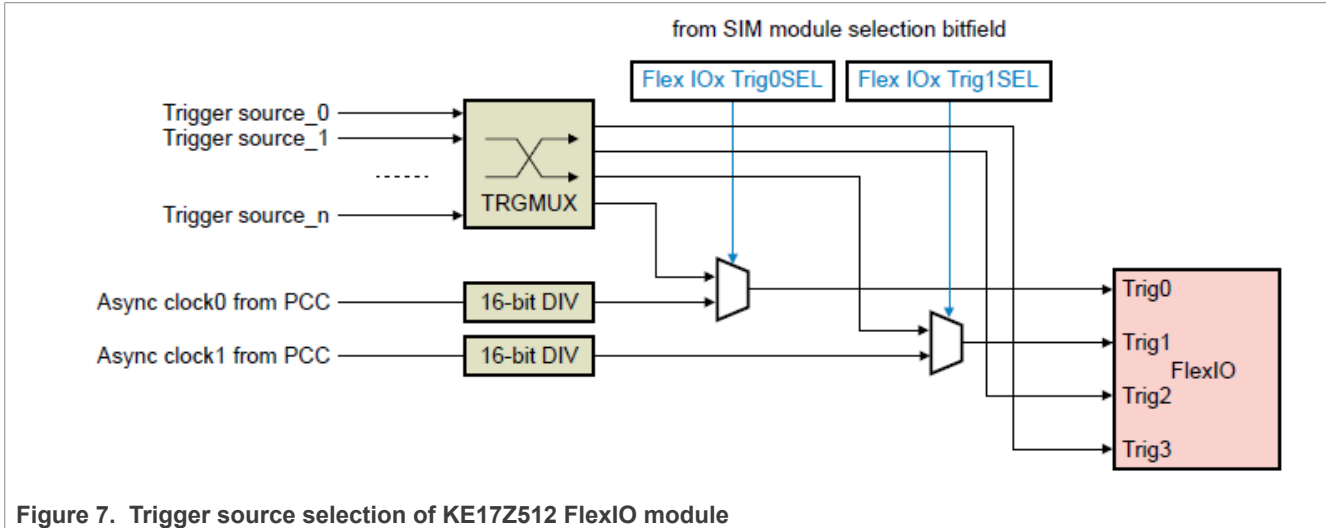 from SIM module selection bitfield
Flex IOx Trig0SEL
Flex IOx Trig1SEL
Trigger source_0
Trigger source_1
......
Trigger source_n
TRGMUX
Async clock0 from PCC
16-bit DIV
Async clock1 from PCC
16-bit DIV
Trig0
Trig1
FlexIO
Trig2
Trig3
Figure 7. Trigger source selection of KE17Z512 FlexIO module